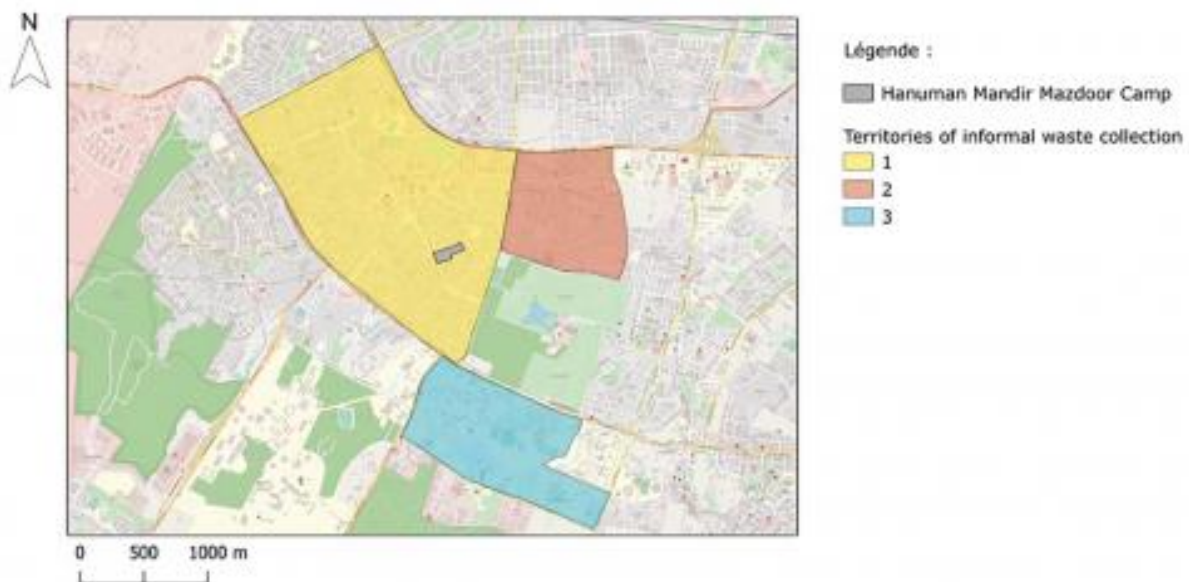 N
Légende :
Hanuman Mandir Mazdoor Camp
Territories of informal waste collection
1
2
3
0 500 1000 m